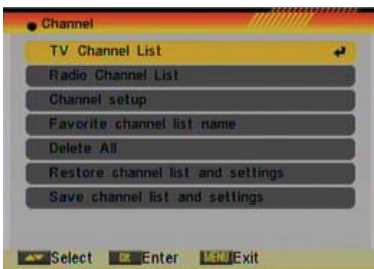 Channel
TV Channel List
Radio Channel List
Channel setup
Favorite channel list name
Delete All
Restore channel list and settings
Save channel list and settings
Select OK Enter MENU Exit